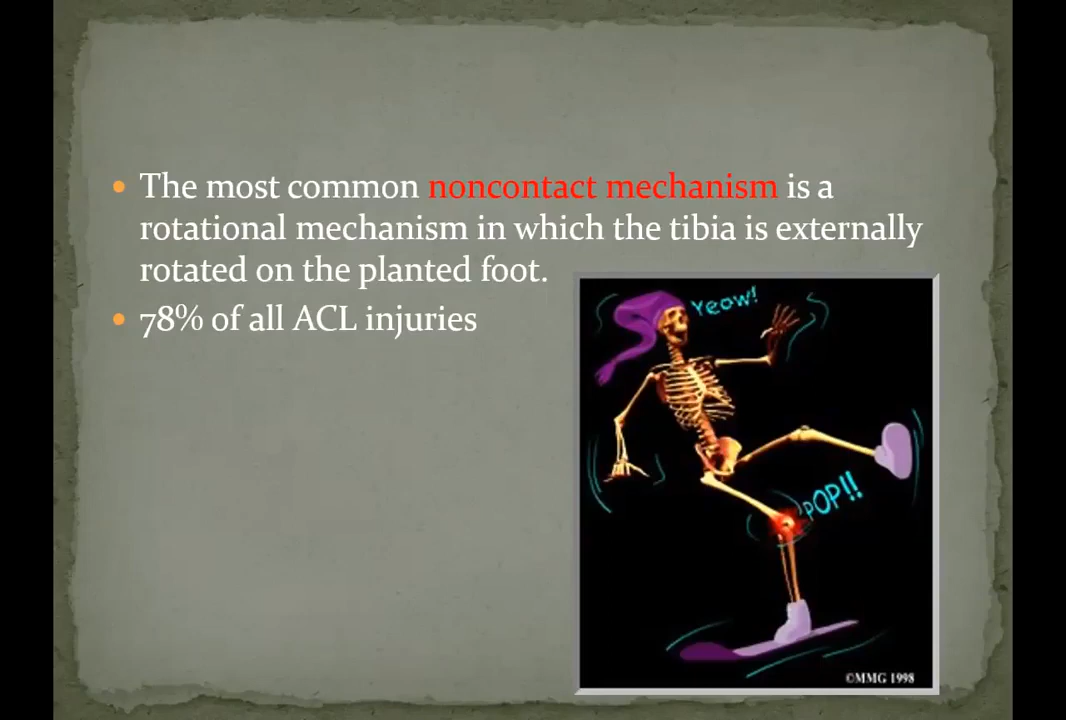 • The most common noncontact mechanism is a
rotational mechanism in which the tibia is externally
rotated on the planted foot.
• 78% of all ACL injuries
Yeow!
POP!!
©MMG 1998